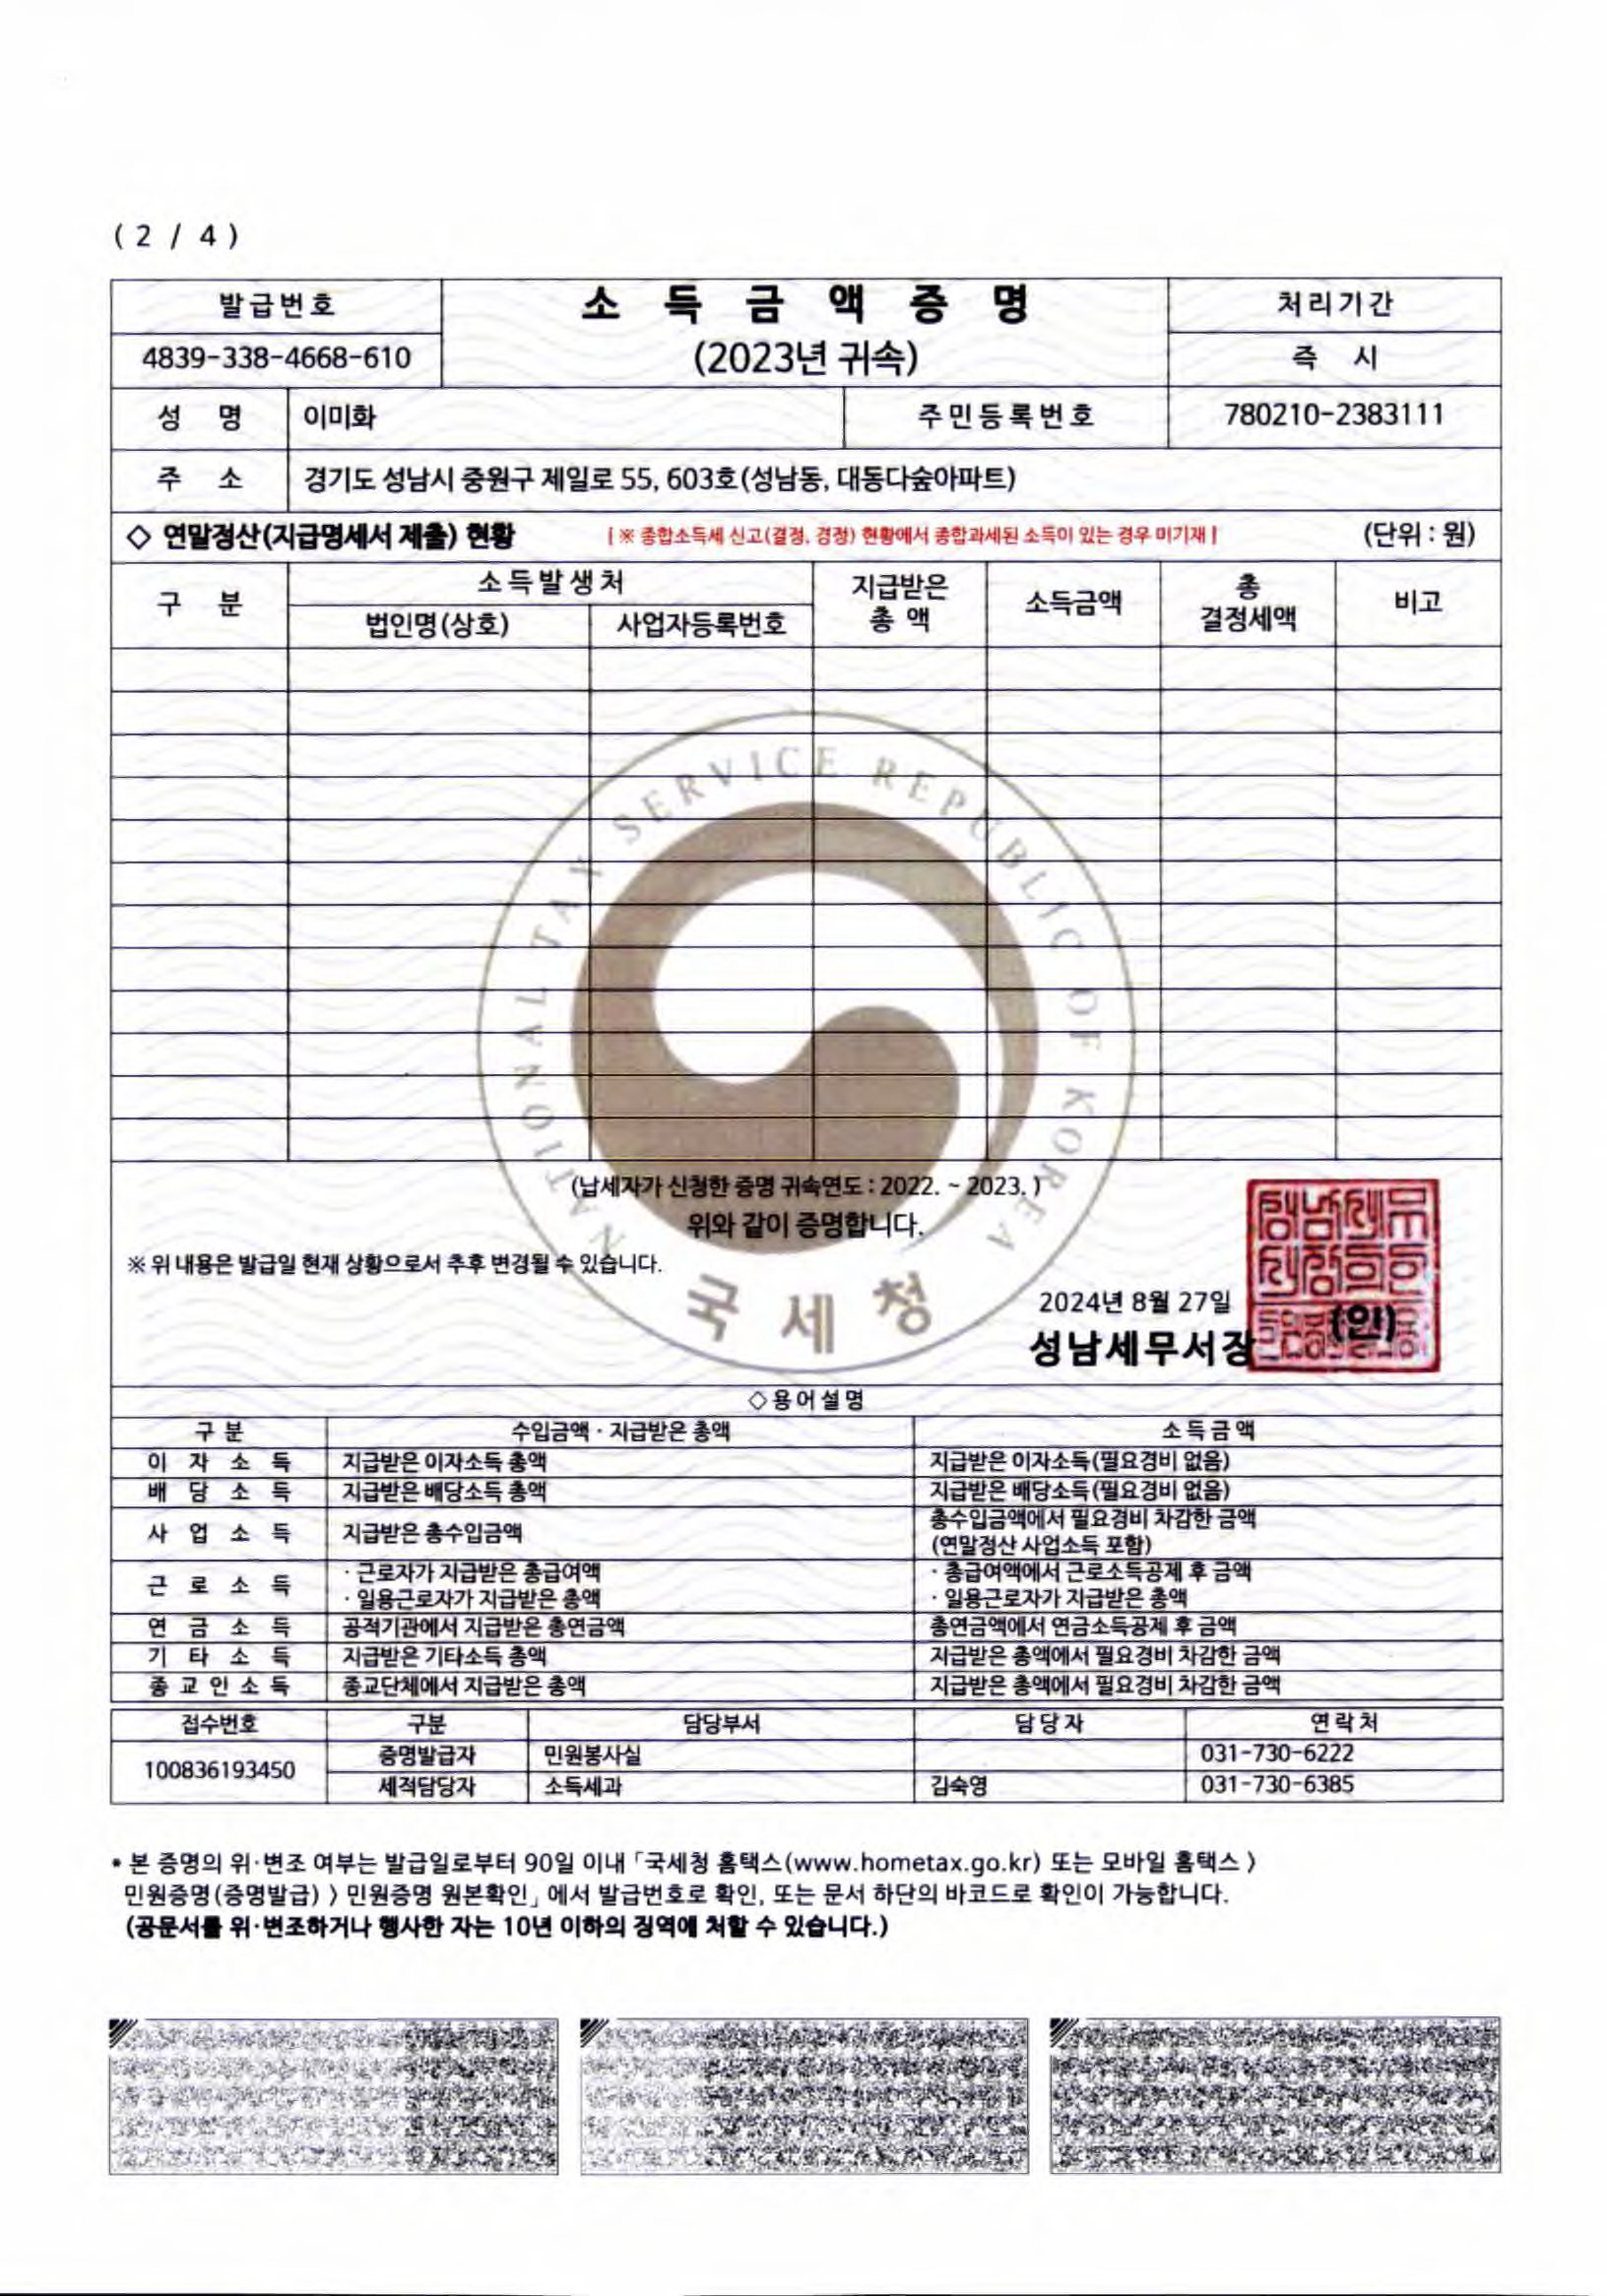 ( 2 / 4 )
발급번호
소 득 금 액 증 명
처리기간
4839-338-4668-610
(2023년 귀속)
즉 시
성 명
이미화
주민등록번호
780210-2383111
주 소
경기도 성남시 중원구 제일로 55, 603호(성남동, 대동다숲아파트)
◇ 연말정산(지급명세서 제출) 현황
[ ※ 종합소득세 신고(결정, 경정) 현황에서 종합과세된 소득이 있는 경우 미기재 ]
(단위 : 원)
구 분
소득발생처
법인명(상호)
사업자등록번호
지급받은
총 액
소득금액
총
결정세액
비고
NATIONAL TAX SERVICE REPUBLIC OF KOREA
(납세자가 신청한 증명 귀속연도 : 2022. ~ 2023. )
위와 같이 증명합니다.
※ 위 내용은 발급일 현재 상황으로서 추후 변경될 수 있습니다.
국 세 청
2024년 8월 27일
성남세무서장
(인)
◇용어설명
구분
수입금액 · 지급받은 총액
소득금액
이 자 소 득
지급받은 이자소득 총액
지급받은 이자소득(필요경비 없음)
배 당 소 득
지급받은 배당소득 총액
지급받은 배당소득(필요경비 없음)
사 업 소 득
지급받은 총수입금액
총수입금액에서 필요경비 차감한 금액
(연말정산 사업소득 포함)
근 로 소 득
· 근로자가 지급받은 총급여액
· 일용근로자가 지급받은 총액
· 총급여액에서 근로소득공제 후 금액
· 일용근로자가 지급받은 총액
연 금 소 득
공적기관에서 지급받은 총연금액
총연금액에서 연금소득공제 후 금액
기 타 소 득
지급받은 기타소득 총액
지급받은 총액에서 필요경비 차감한 금액
종교인소득
종교단체에서 지급받은 총액
지급받은 총액에서 필요경비 차감한 금액
접수번호
구분
담당부서
담당자
연락처
100836193450
증명발급자
민원봉사실
031-730-6222
세적담당자
소득세과
김숙영
031-730-6385
* 본 증명의 위·변조 여부는 발급일로부터 90일 이내 「국세청 홈택스(www.hometax.go.kr) 또는 모바일 홈택스 〉
민원증명(증명발급) 〉 민원증명 원본확인」 에서 발급번호로 확인, 또는 문서 하단의 바코드로 확인이 가능합니다.
(공문서를 위·변조하거나 행사한 자는 10년 이하의 징역에 처할 수 있습니다.)